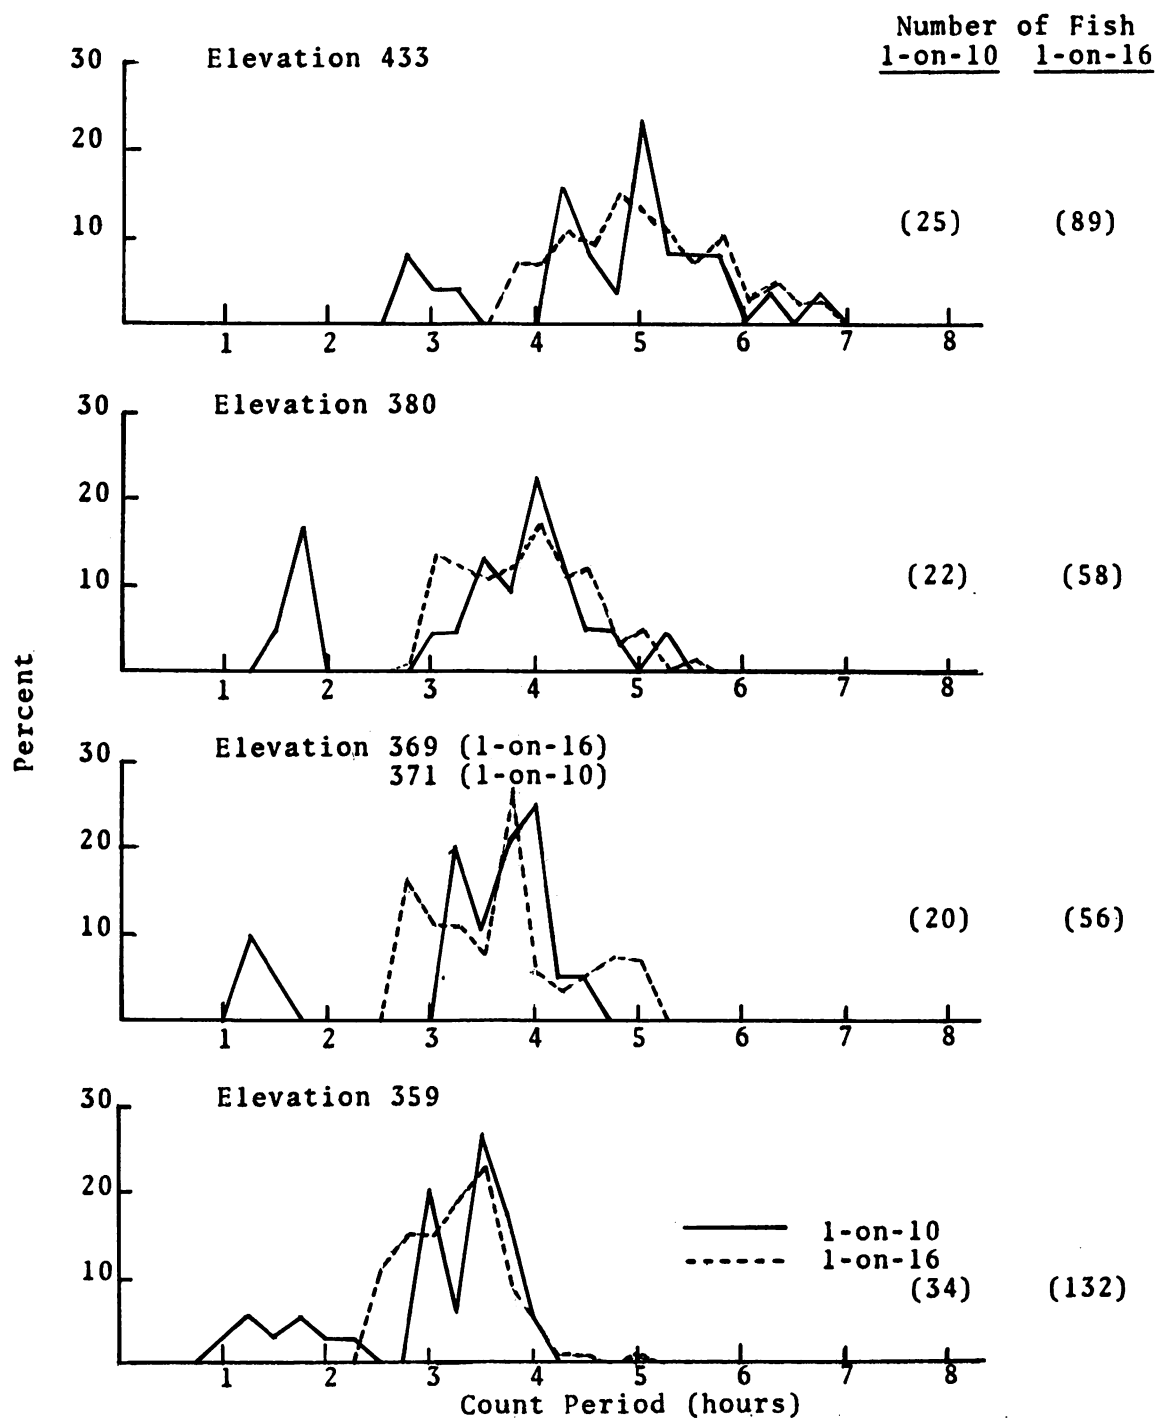 Number of Fish
1-on-10 1-on-16
Elevation 433
30
20
10
(25) (89)
1 2 3 4 5 6 7 8
Elevation 380
30
20
10
(22) (58)
1 2 3 4 5 6 7 8
Percent
Elevation 369 (1-on-16)
371 (1-on-10)
30
20
10
(20) (56)
1 2 3 4 5 6 7 8
Elevation 359
30
20
10
1-on-10
1-on-16
(34) (132)
1 2 3 4 5 6 7 8
Count Period (hours)